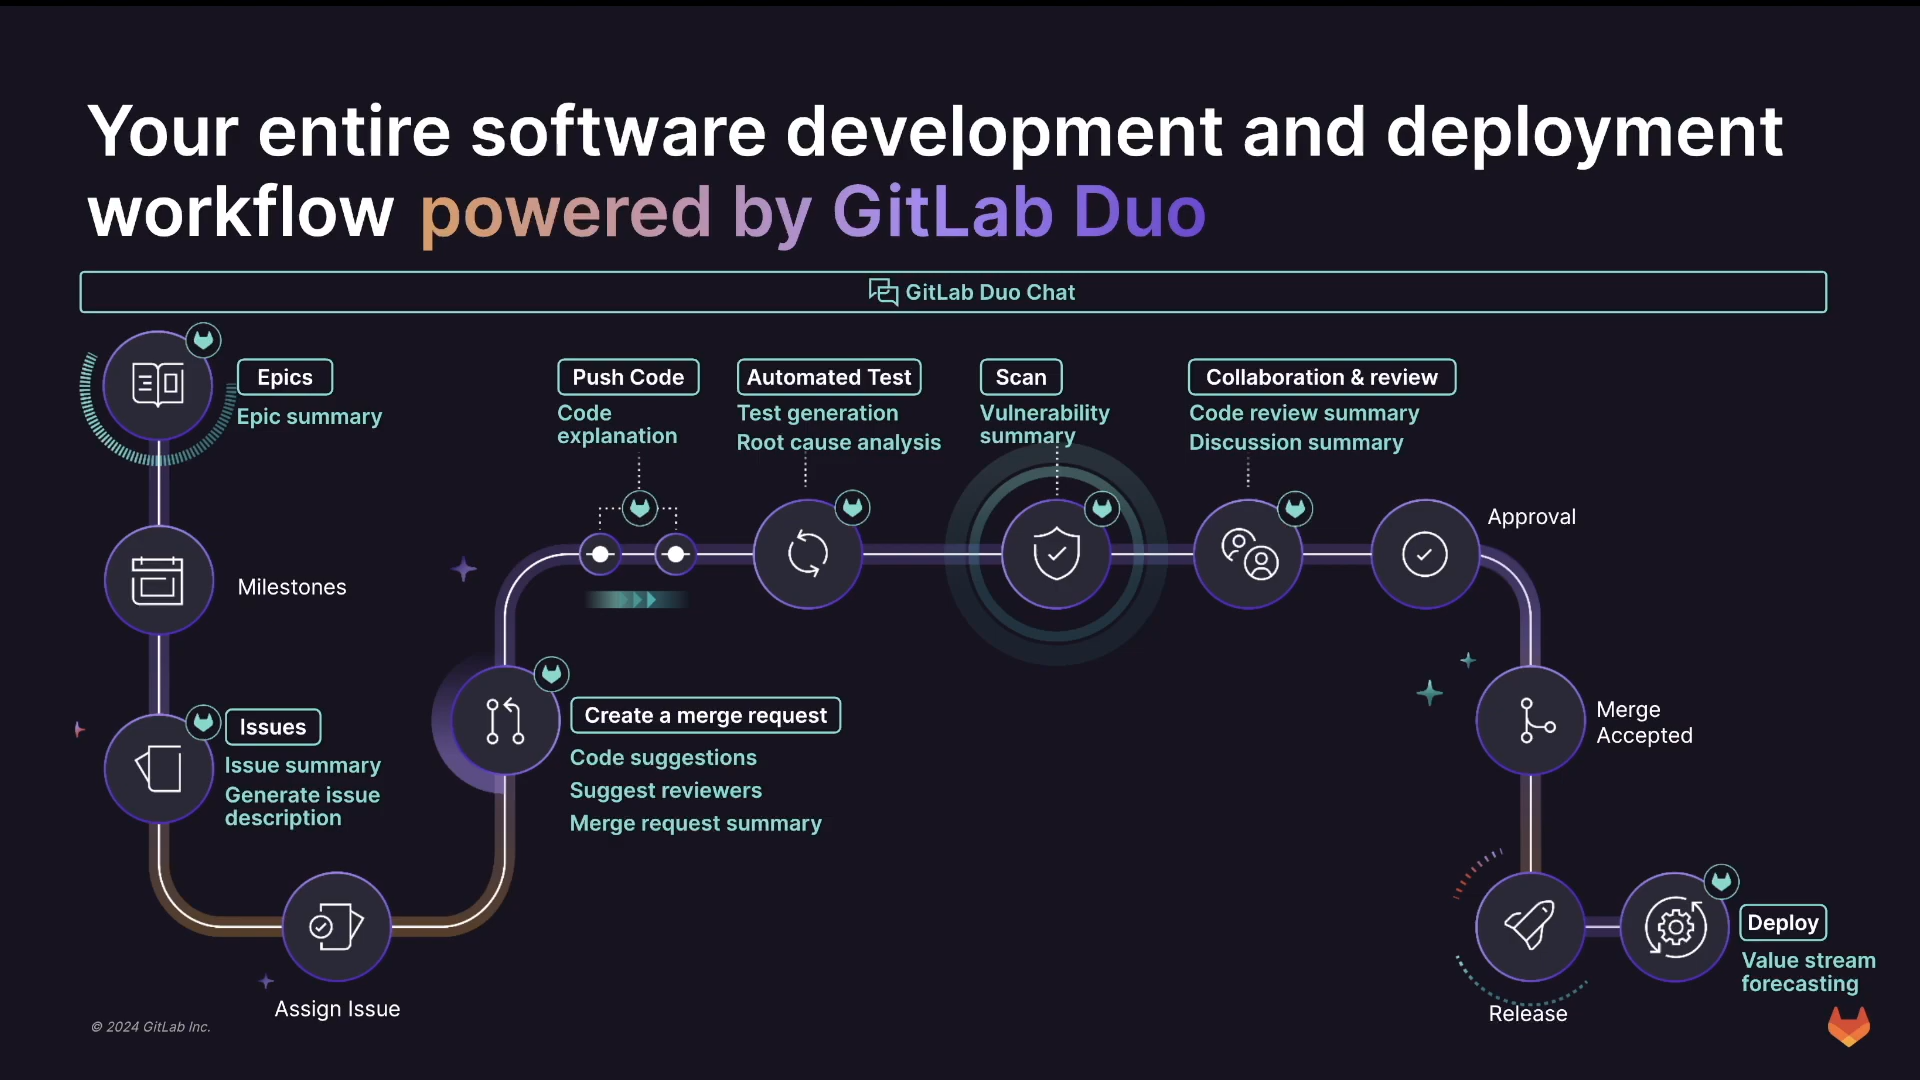 Your entire software development and deployment
workflow powered by GitLab Duo
GitLab Duo Chat
Epics
Epic summary
Milestones
Issues
Issue summary
Generate issue
description
Assign Issue
Create a merge request
Code suggestions
Suggest reviewers
Merge request summary
Push Code
Code
explanation
Automated Test
Test generation
Root cause analysis
Scan
Vulnerability
summary
Collaboration & review
Code review summary
Discussion summary
Approval
Merge
Accepted
Release
Deploy
Value stream
forecasting
© 2024 GitLab Inc.